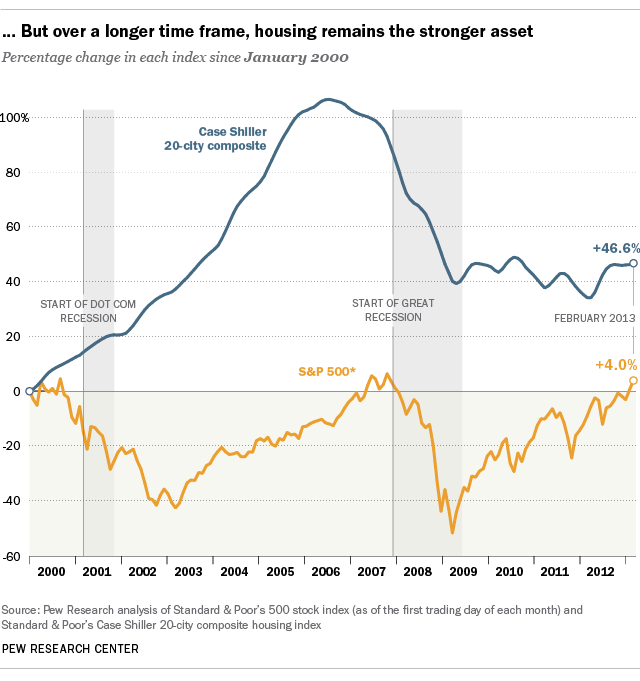 ... But over a longer time frame, housing remains the stronger asset
Percentage change in each index since January 2000
100%
80
60
40
20
0
-20
-40
-60
Case Shiller
20-city composite
+46.6%
START OF DOT COM
RECESSION
START OF GREAT
RECESSION
FEBRUARY 2013
S&P 500*
+4.0%
2000 2001 2002 2003 2004 2005 2006 2007 2008 2009 2010 2011 2012
Source: Pew Research analysis of Standard & Poor's 500 stock index (as of the first trading day of each month) and
Standard & Poor's Case Shiller 20-city composite housing index
PEW RESEARCH CENTER